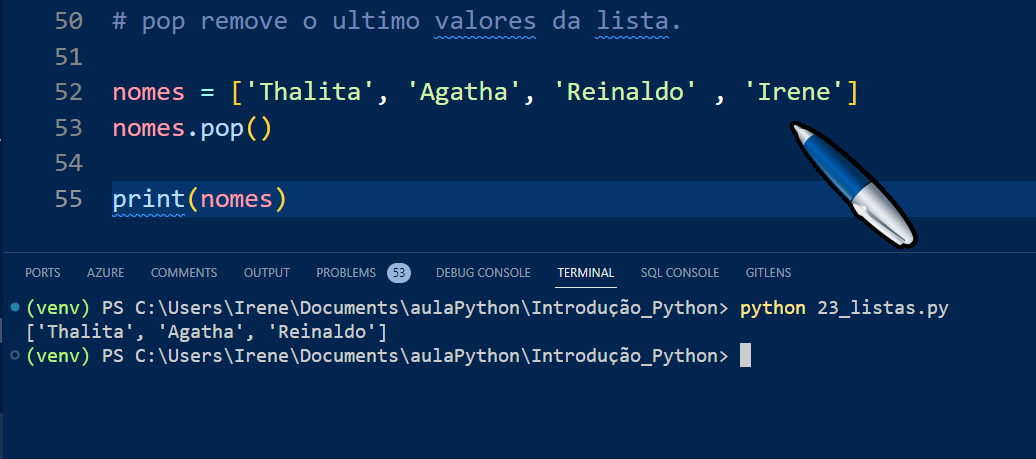 50 # pop remove o ultimo valores da lista.
51
52 nomes = ['Thalita', 'Agatha', 'Reinaldo' , 'Irene']
53 nomes.pop()
54
55 print(nomes)
PORTS AZURE COMMENTS OUTPUT PROBLEMS 53 DEBUG CONSOLE TERMINAL SQL CONSOLE GITLENS
(venv) PS C:\Users\Irene\Documents\aulaPython\Introdução_Python> python 23_listas.py
['Thalita', 'Agatha', 'Reinaldo']
(venv) PS C:\Users\Irene\Documents\aulaPython\Introdução_Python>